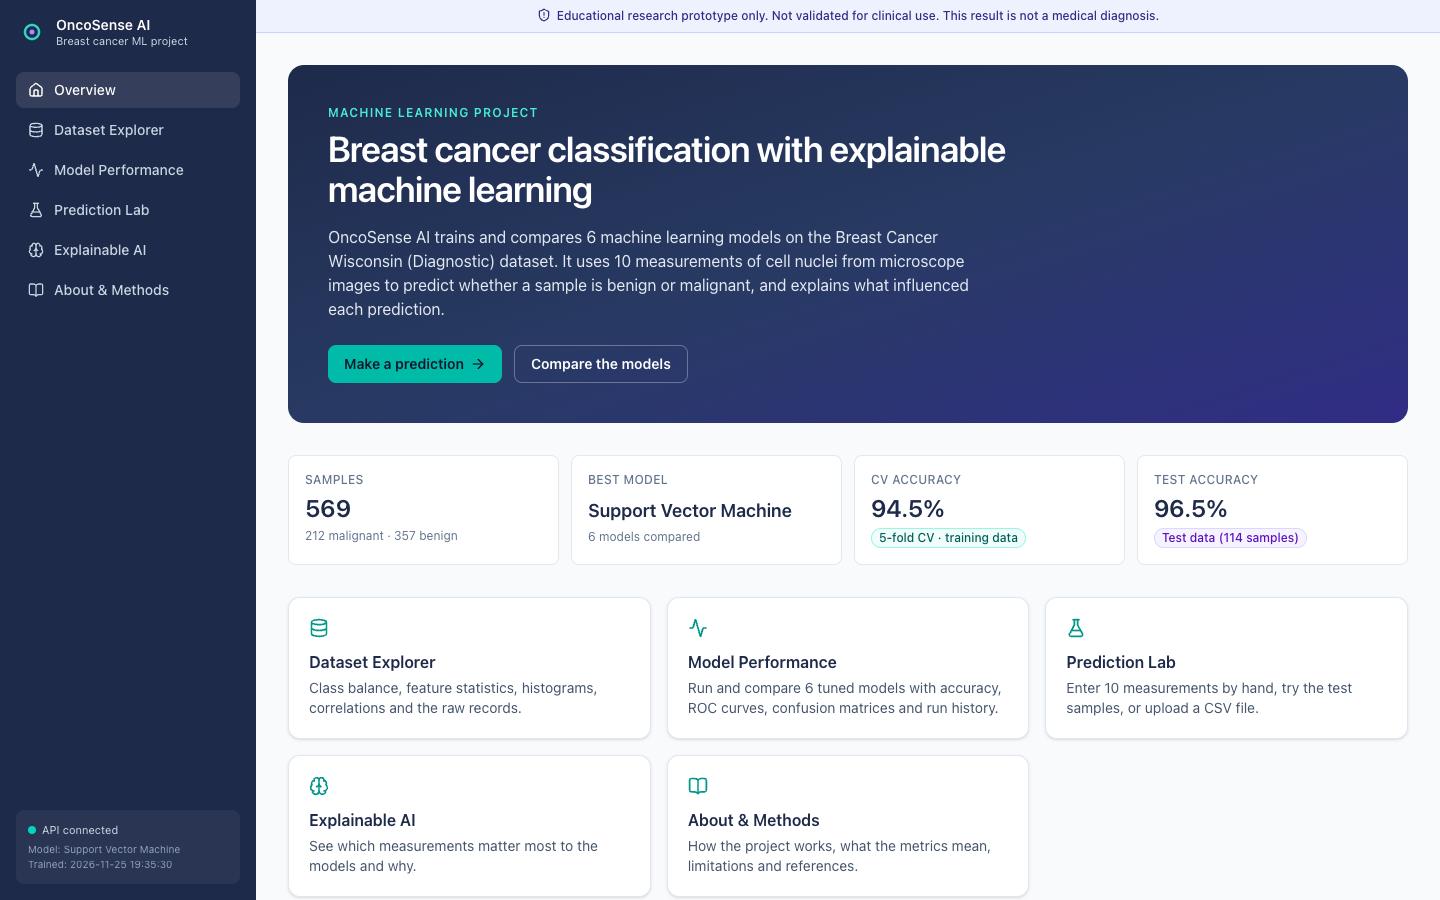 OncoSense AI
Breast cancer ML project
Overview
Dataset Explorer
Model Performance
Prediction Lab
Explainable AI
About & Methods
API connected
Model: Support Vector Machine
Trained: 2026-11-25 19:35:30
Educational research prototype only. Not validated for clinical use. This result is not a medical diagnosis.
MACHINE LEARNING PROJECT
Breast cancer classification with explainable
machine learning
OncoSense AI trains and compares 6 machine learning models on the Breast Cancer
Wisconsin (Diagnostic) dataset. It uses 10 measurements of cell nuclei from microscope
images to predict whether a sample is benign or malignant, and explains what influenced
each prediction.
Make a prediction →
Compare the models
SAMPLES
569
212 malignant · 357 benign
BEST MODEL
Support Vector Machine
6 models compared
CV ACCURACY
94.5%
5-fold CV · training data
TEST ACCURACY
96.5%
Test data (114 samples)
Dataset Explorer
Class balance, feature statistics, histograms,
correlations and the raw records.
Model Performance
Run and compare 6 tuned models with accuracy,
ROC curves, confusion matrices and run history.
Prediction Lab
Enter 10 measurements by hand, try the test
samples, or upload a CSV file.
Explainable AI
See which measurements matter most to the
models and why.
About & Methods
How the project works, what the metrics mean,
limitations and references.